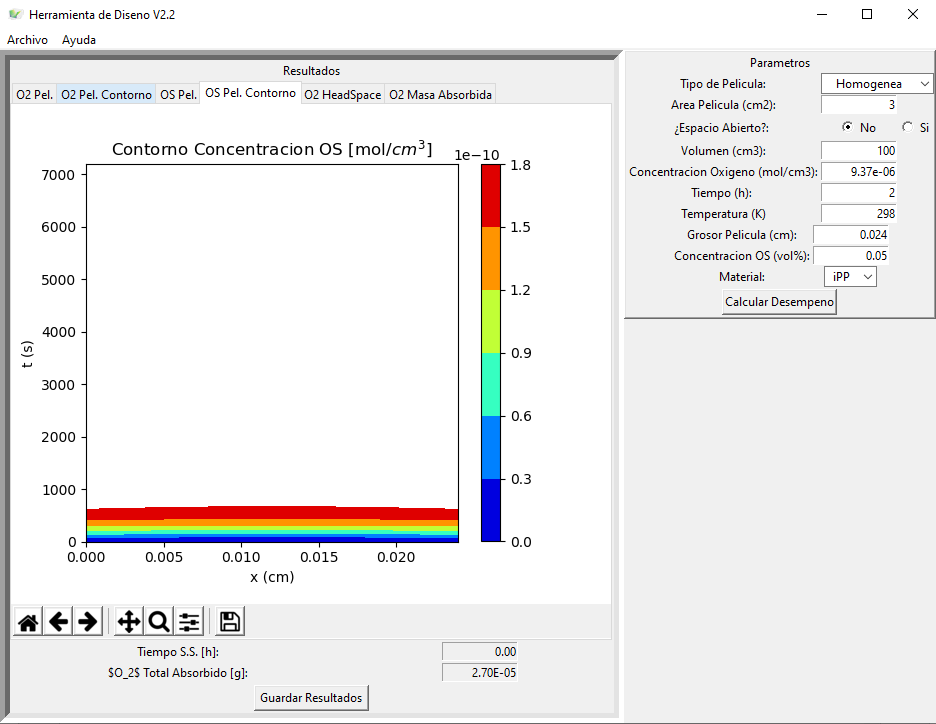 Herramienta de Diseno V2.2
Archivo Ayuda
Resultados
O2 Pel. O2 Pel. Contorno OS Pel. OS Pel. Contorno O2 HeadSpace O2 Masa Absorbida
Contorno Concentracion OS [mol/cm³]
1e−10
7000
6000
5000
4000
3000
2000
1000
0
t (s)
0.000 0.005 0.010 0.015 0.020
x (cm)
1.8
1.5
1.2
0.9
0.6
0.3
0.0
Tiempo S.S. [h]: 0.00
$O_2$ Total Absorbido [g]: 2.70E-05
Guardar Resultados
Parametros
Tipo de Pelicula: Homogenea
Area Pelicula (cm2): 3
¿Espacio Abierto?: No Si
Volumen (cm3): 100
Concentracion Oxigeno (mol/cm3): 9.37e-06
Tiempo (h): 2
Temperatura (K) 298
Grosor Pelicula (cm): 0.024
Concentracion OS (vol%): 0.05
Material: iPP
Calcular Desempeno